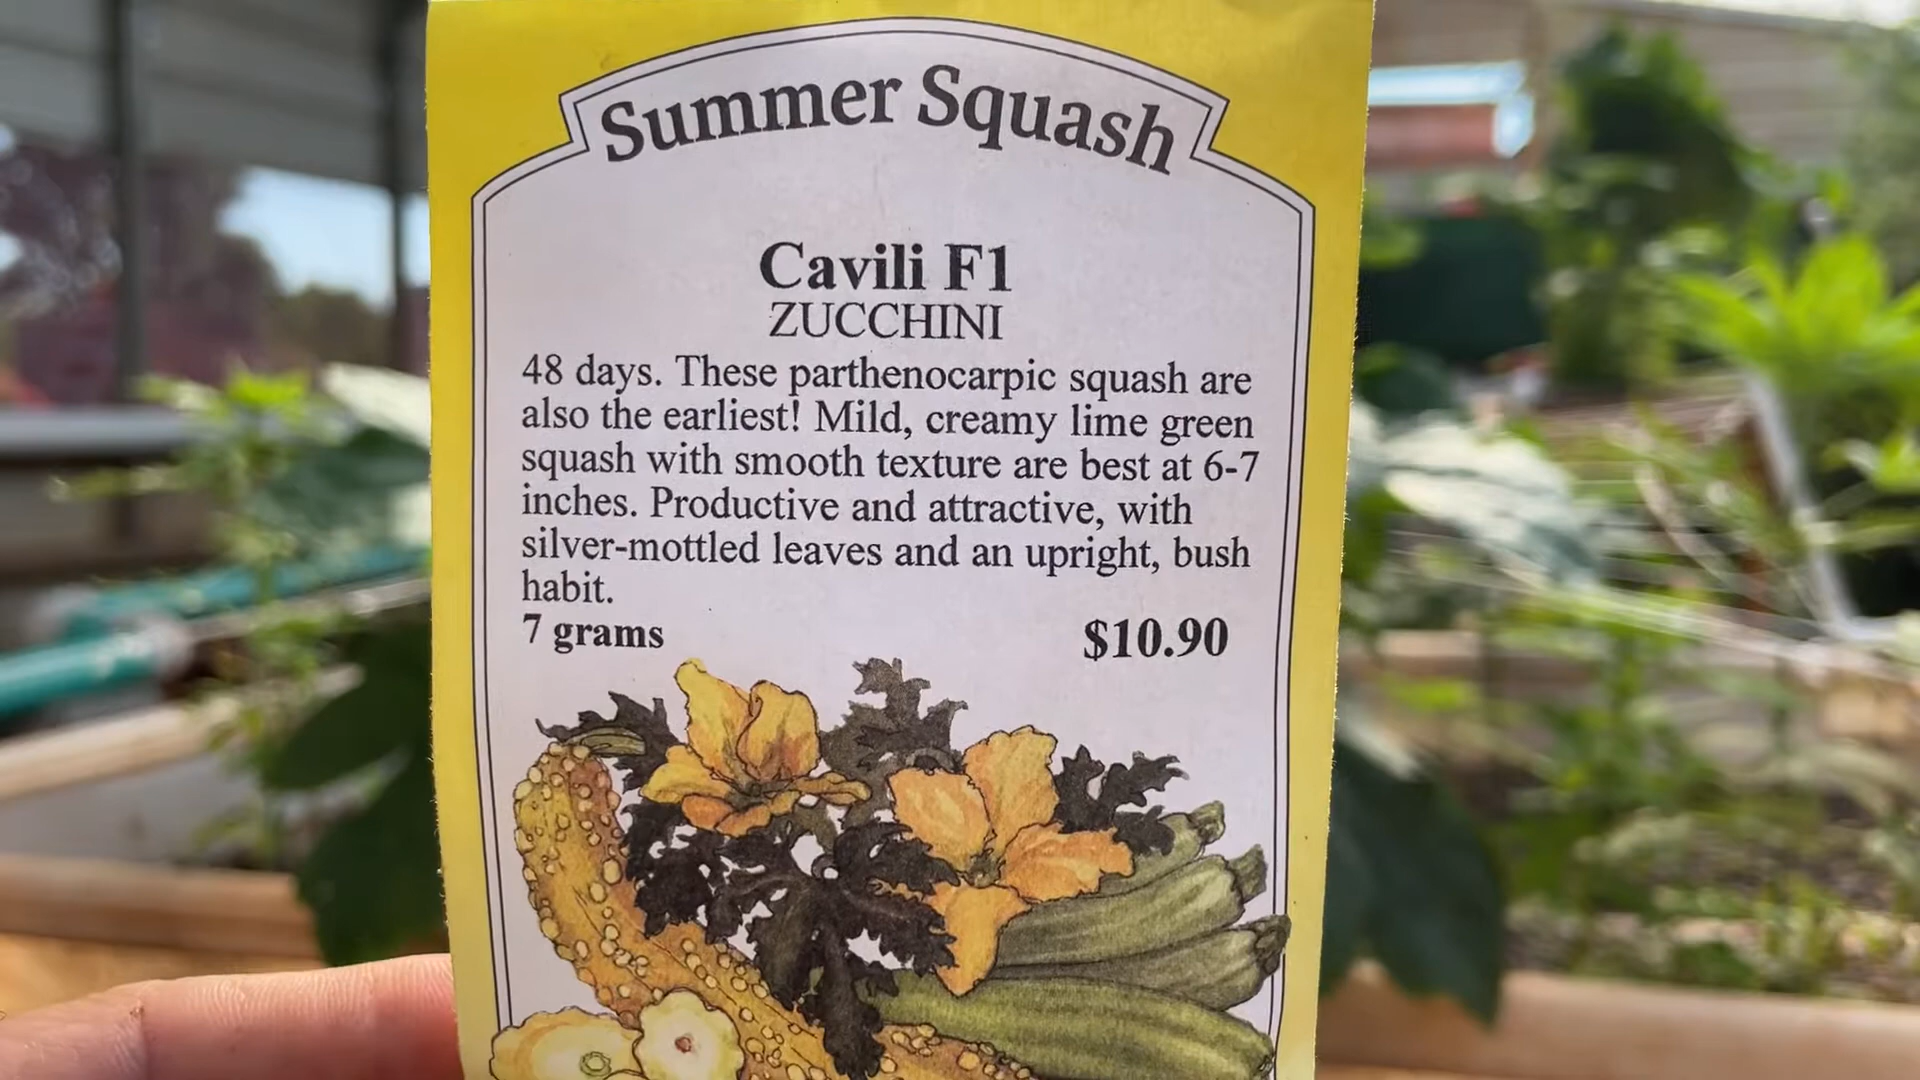 Summer Squash
Cavili F1
ZUCCHINI
48 days. These parthenocarpic squash are
also the earliest! Mild, creamy lime green
squash with smooth texture are best at 6-7
inches. Productive and attractive, with
silver-mottled leaves and an upright, bush
habit.
7 grams $10.90